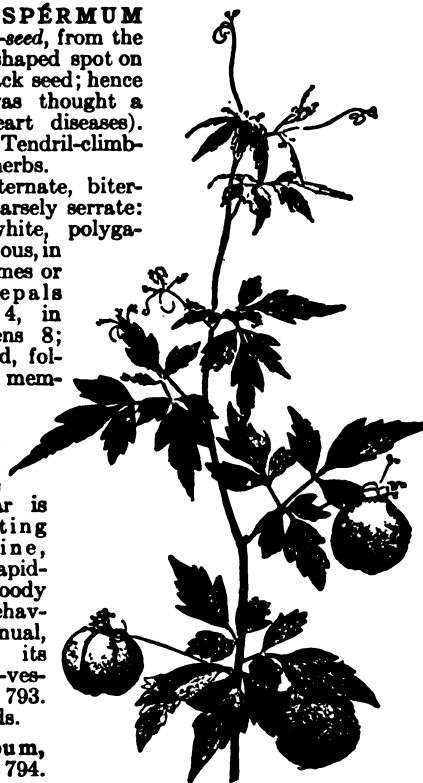 SPÉRMUM
-seed, from the
shaped spot on
ck seed; hence
as thought a
eart diseases).
Tendril-climb-
herbs.
ternate, biter-
arsely serrate:
white, polyga-
ous, in
mes or
epals
4, in
ens 8;
d, fol-
mem-
r is
ting
ine,
apid-
oody
ehav-
nual,
its
-ves-
793.
ds.
um,
794.